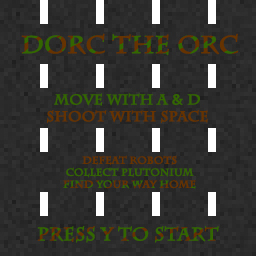 DORC THE ORC
MOVE WITH A & D
SHOOT WITH SPACE
DEFEAT ROBOTS
COLLECT PLUTONIUM
FIND YOUR WAY HOME
PRESS Y TO START